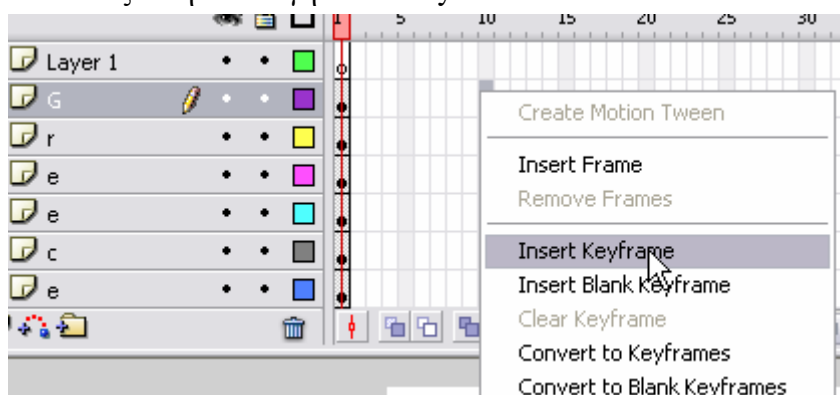 1 5 10 15 20 25 30
Layer 1
G
r
e
e
c
e
Create Motion Tween
Insert Frame
Remove Frames
Insert Keyframe
Insert Blank Keyframe
Clear Keyframe
Convert to Keyframes
Convert to Blank Keyframes